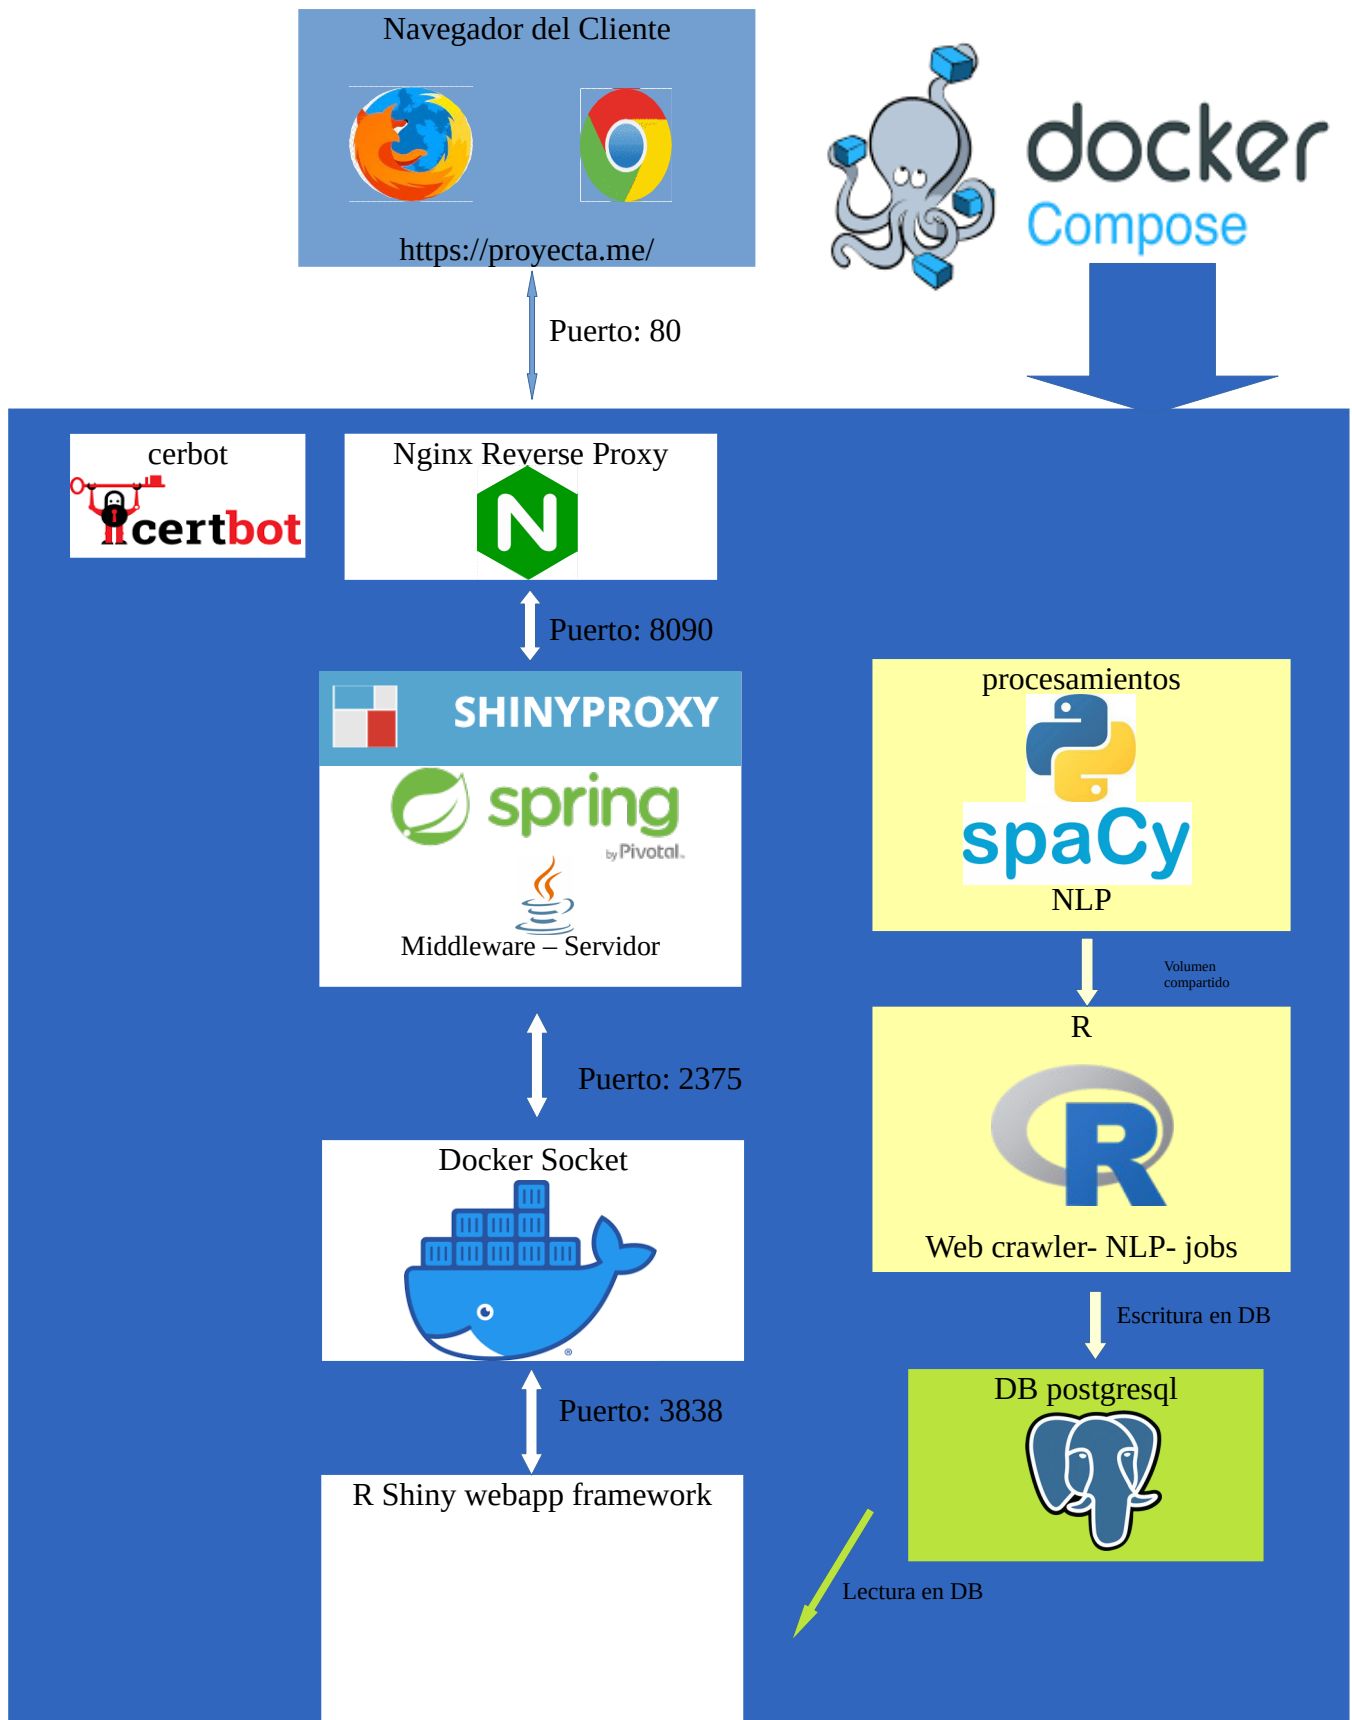 Navegador del Cliente
https://proyecta.me/
docker
Compose
Puerto: 80
cerbot
certbot
Nginx Reverse Proxy
N
Puerto: 8090
SHINYPROXY
spring
by Pivotal
Middleware – Servidor
procesamientos
spaCy
NLP
Volumen
compartido
R
R
Web crawler- NLP- jobs
Puerto: 2375
Docker Socket
®
Escritura en DB
DB postgresql
Puerto: 3838
R Shiny webapp framework
Lectura en DB